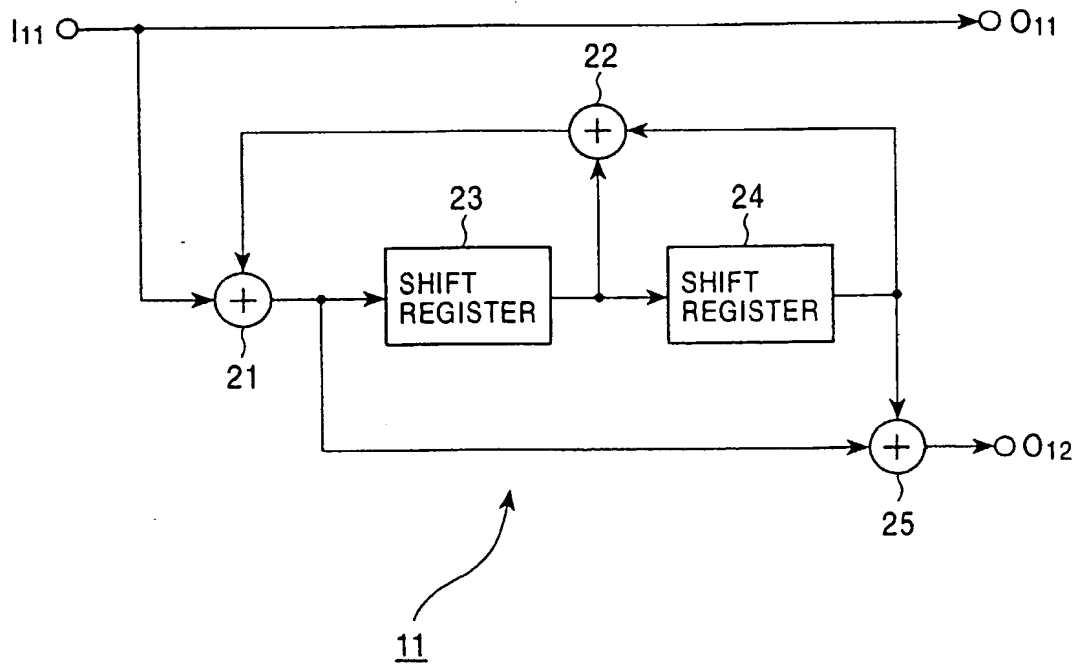 I11 O11
22
23 24
SHIFT
REGISTER
SHIFT
REGISTER
21
O12
25
11